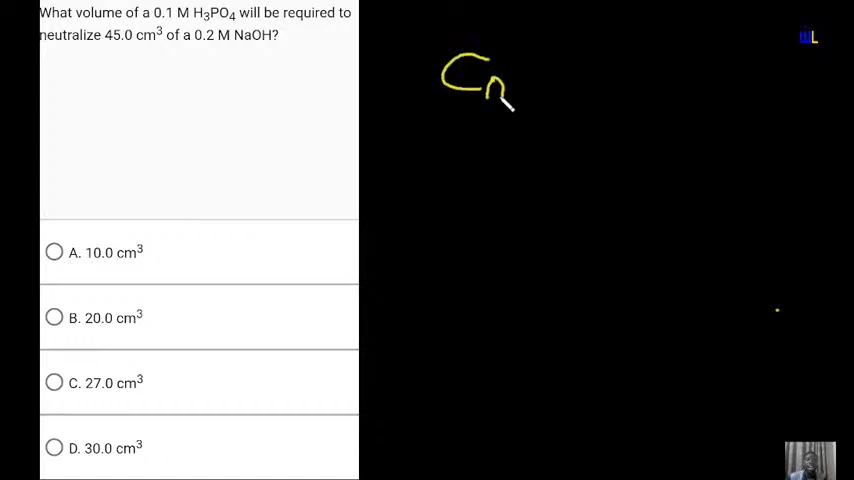 What volume of a 0.1 M H₃PO₄ will be required to
neutralize 45.0 cm³ of a 0.2 M NaOH?
A. 10.0 cm³
B. 20.0 cm³
C. 27.0 cm³
D. 30.0 cm³
Cn